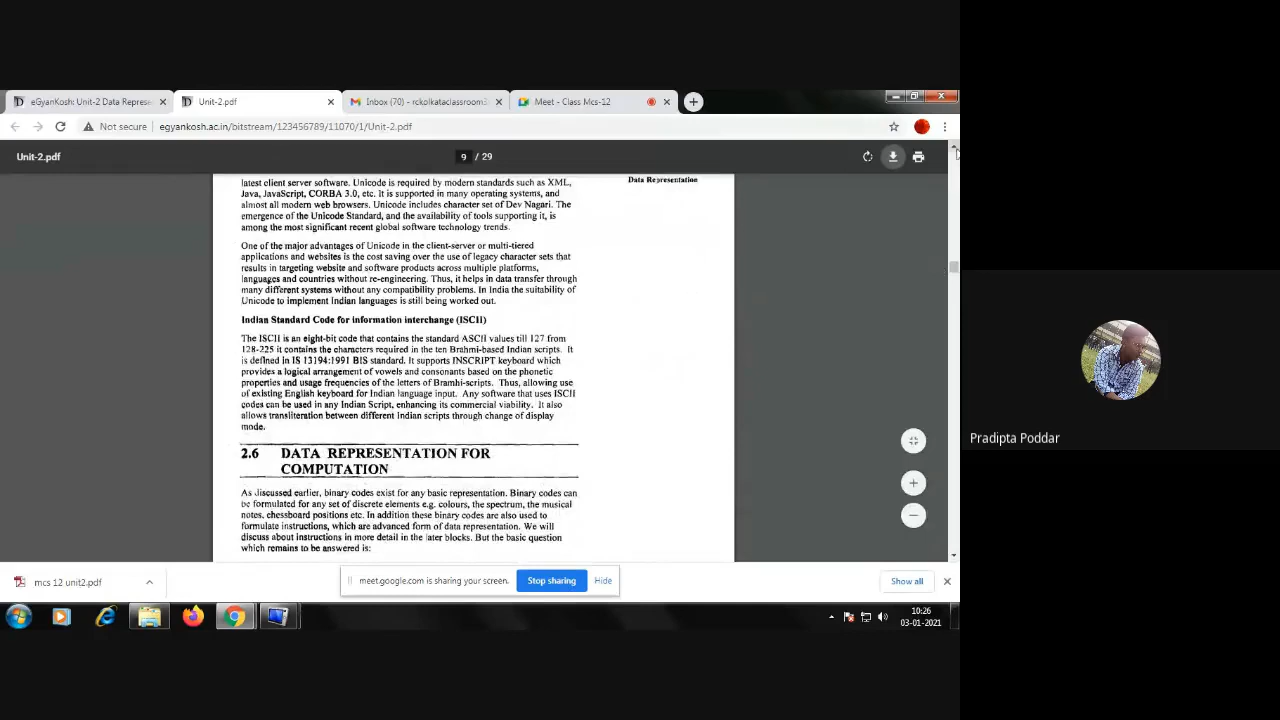 eGyanKosh: Unit-2 Data Represe
Unit-2.pdf
Inbox (70) - rckolkataclassroom3
Meet - Class Mcs-12
Not secure
egyankosh.ac.in/bitstream/123456789/11070/1/Unit-2.pdf
Unit-2.pdf
9 / 29
latest client server software. Unicode is required by modern standards such as XML,
Data Representation
Java, JavaScript, CORBA 3.0, etc. It is supported in many operating systems, and
almost all modern web browsers. Unicode includes character set of Dev Nagari. The
emergence of the Unicode Standard, and the availability of tools supporting it, is
among the most significant recent global software technology trends.
One of the major advantages of Unicode in the client-server or multi-tiered
applications and websites is the cost saving over the use of legacy character sets that
results in targeting website and software products across multiple platforms,
languages and countries without re-engineering. Thus, it helps in data transfer through
many different systems without any compatibility problems. In India the suitability of
Unicode to implement Indian languages is still being worked out.
Indian Standard Code for information interchange (ISCII)
The ISCII is an eight-bit code that contains the standard ASCII values till 127 from
128-225 it contains the characters required in the ten Brahmi-based Indian scripts. It
is defined in IS 13194:1991 BIS standard. It supports INSCRIPT keyboard which
provides a logical arrangement of vowels and consonants based on the phonetic
properties and usage frequencies of the letters of Bramhi-scripts. Thus, allowing use
of existing English keyboard for Indian language input. Any software that uses ISCII
codes can be used in any Indian Script, enhancing its commercial viability. It also
allows transliteration between different Indian scripts through change of display
mode.
2.6 DATA REPRESENTATION FOR
COMPUTATION
As discussed earlier, binary codes exist for any basic representation. Binary codes can
be formulated for any set of discrete elements e.g. colours, the spectrum, the musical
notes, chessboard positions etc. In addition these binary codes are also used to
formulate instructions, which are advanced form of data representation. We will
discuss about instructions in more detail in the later blocks. But the basic question
which remains to be answered is:
Pradipta Poddar
mcs 12 unit2.pdf
meet.google.com is sharing your screen.
Stop sharing
Hide
Show all
10:26
03-01-2021